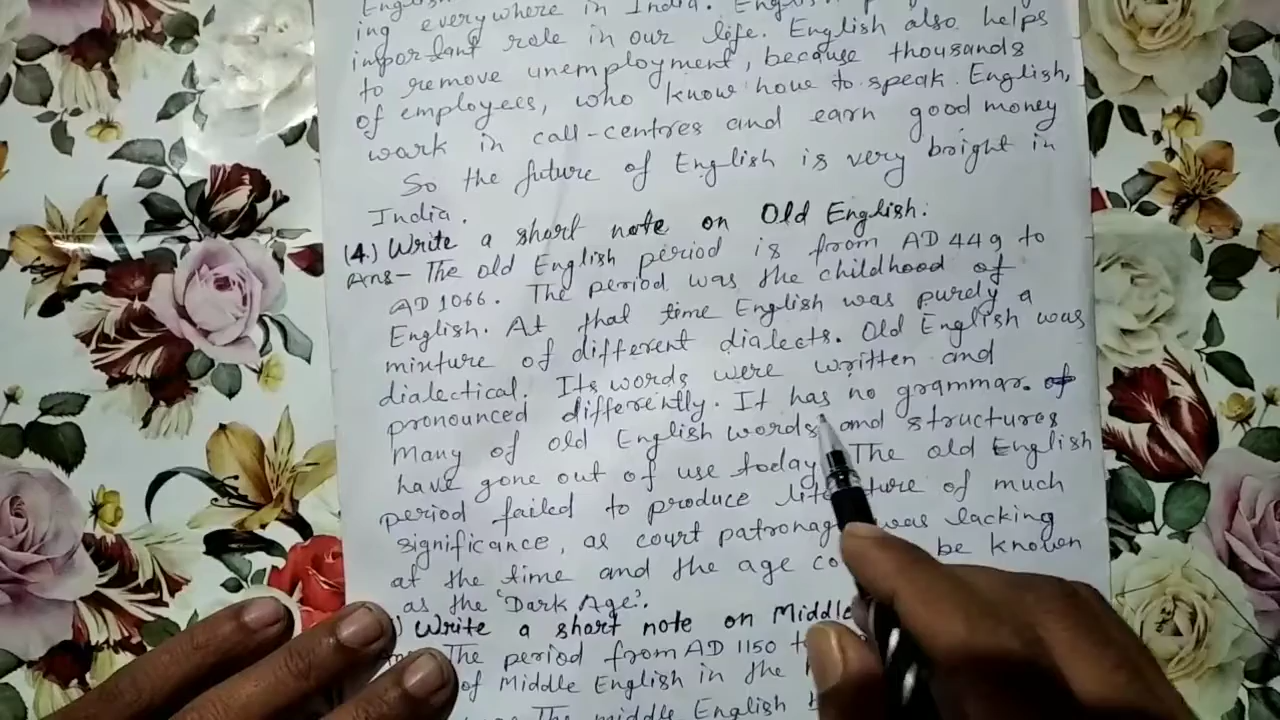 English
ing everywhere in India.
important role in our life. English also helps
to remove unemployment, because thousands
of employees, who know how to speak English,
work in call-centres and earn good money
So the future of English is very bright in
India.
(4.) Write a short note on Old English.
Ans- The old English period is from AD 449 to
AD 1066. The period was the childhood of
English. At that time English was purely a
mixture of different dialects. Old English was
dialectical. Its words were written and
pronounced differently. It has no grammar.
Many of old English words and structures
have gone out of use today. The old English
period failed to produce literature of much
significance, as court patronage was lacking
at the time and the age co be known
as the 'Dark Age'.
) Write a short note on Middle
The period from AD 1150 to
of Middle English in the
The middle English